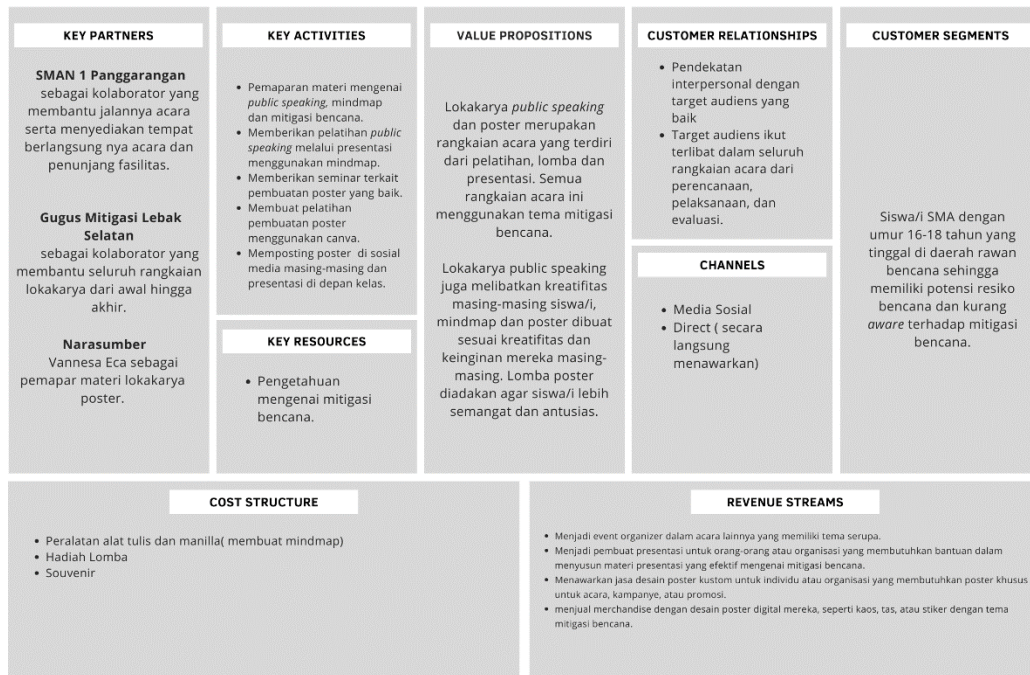 KEY PARTNERS
SMAN 1 Panggarangan
sebagai kolaborator yang
membantu jalannya acara
serta menyediakan tempat
berlangsung nya acara dan
penunjang fasilitas.
Gugus Mitigasi Lebak
Selatan
sebagai kolaborator yang
membantu seluruh rangkaian
lokakarya dari awal hingga
akhir.
Narasumber
Vannesa Eca sebagai
pemapar materi lokakarya
poster.
KEY ACTIVITIES
• Pemaparan materi mengenai
public speaking, mindmap
dan mitigasi bencana.
• Memberikan pelatihan public
speaking melalui presentasi
menggunakan mindmap.
• Memberikan seminar terkait
pembuatan poster yang baik.
• Membuat pelatihan
pembuatan poster
menggunakan canva.
• Memposting poster di sosial
media masing-masing dan
presentasi di depan kelas.
KEY RESOURCES
• Pengetahuan
mengenai mitigasi
bencana.
VALUE PROPOSITIONS
Lokakarya public speaking
dan poster merupakan
rangkaian acara yang terdiri
dari pelatihan, lomba dan
presentasi. Semua
rangkaian acara ini
menggunakan tema mitigasi
bencana.
Lokakarya public speaking
juga melibatkan kreatifitas
masing-masing siswa/i,
mindmap dan poster dibuat
sesuai kreatifitas dan
keinginan mereka masing-
masing. Lomba poster
diadakan agar siswa/i lebih
semangat dan antusias.
CUSTOMER RELATIONSHIPS
• Pendekatan
interpersonal dengan
target audiens yang
baik
• Target audiens ikut
terlibat dalam seluruh
rangkaian acara dari
perencanaan,
pelaksanaan, dan
evaluasi.
CHANNELS
• Media Sosial
• Direct ( secara
langsung
menawarkan)
CUSTOMER SEGMENTS
Siswa/i SMA dengan
umur 16-18 tahun yang
tinggal di daerah rawan
bencana sehingga
memiliki potensi resiko
bencana dan kurang
aware terhadap mitigasi
bencana.
COST STRUCTURE
• Peralatan alat tulis dan manilla( membuat mindmap)
• Hadiah Lomba
• Souvenir
REVENUE STREAMS
• Menjadi event organizer dalam acara lainnya yang memiliki tema serupa.
• Menjadi pembuat presentasi untuk orang-orang atau organisasi yang membutuhkan bantuan dalam
menyusun materi presentasi yang efektif mengenai mitigasi bencana.
• Menawarkan jasa desain poster kustom untuk individu atau organisasi yang membutuhkan poster khusus
untuk acara, kampanye, atau promosi.
• menjual merchandise dengan desain poster digital mereka, seperti kaos, tas, atau stiker dengan tema
mitigasi bencana.